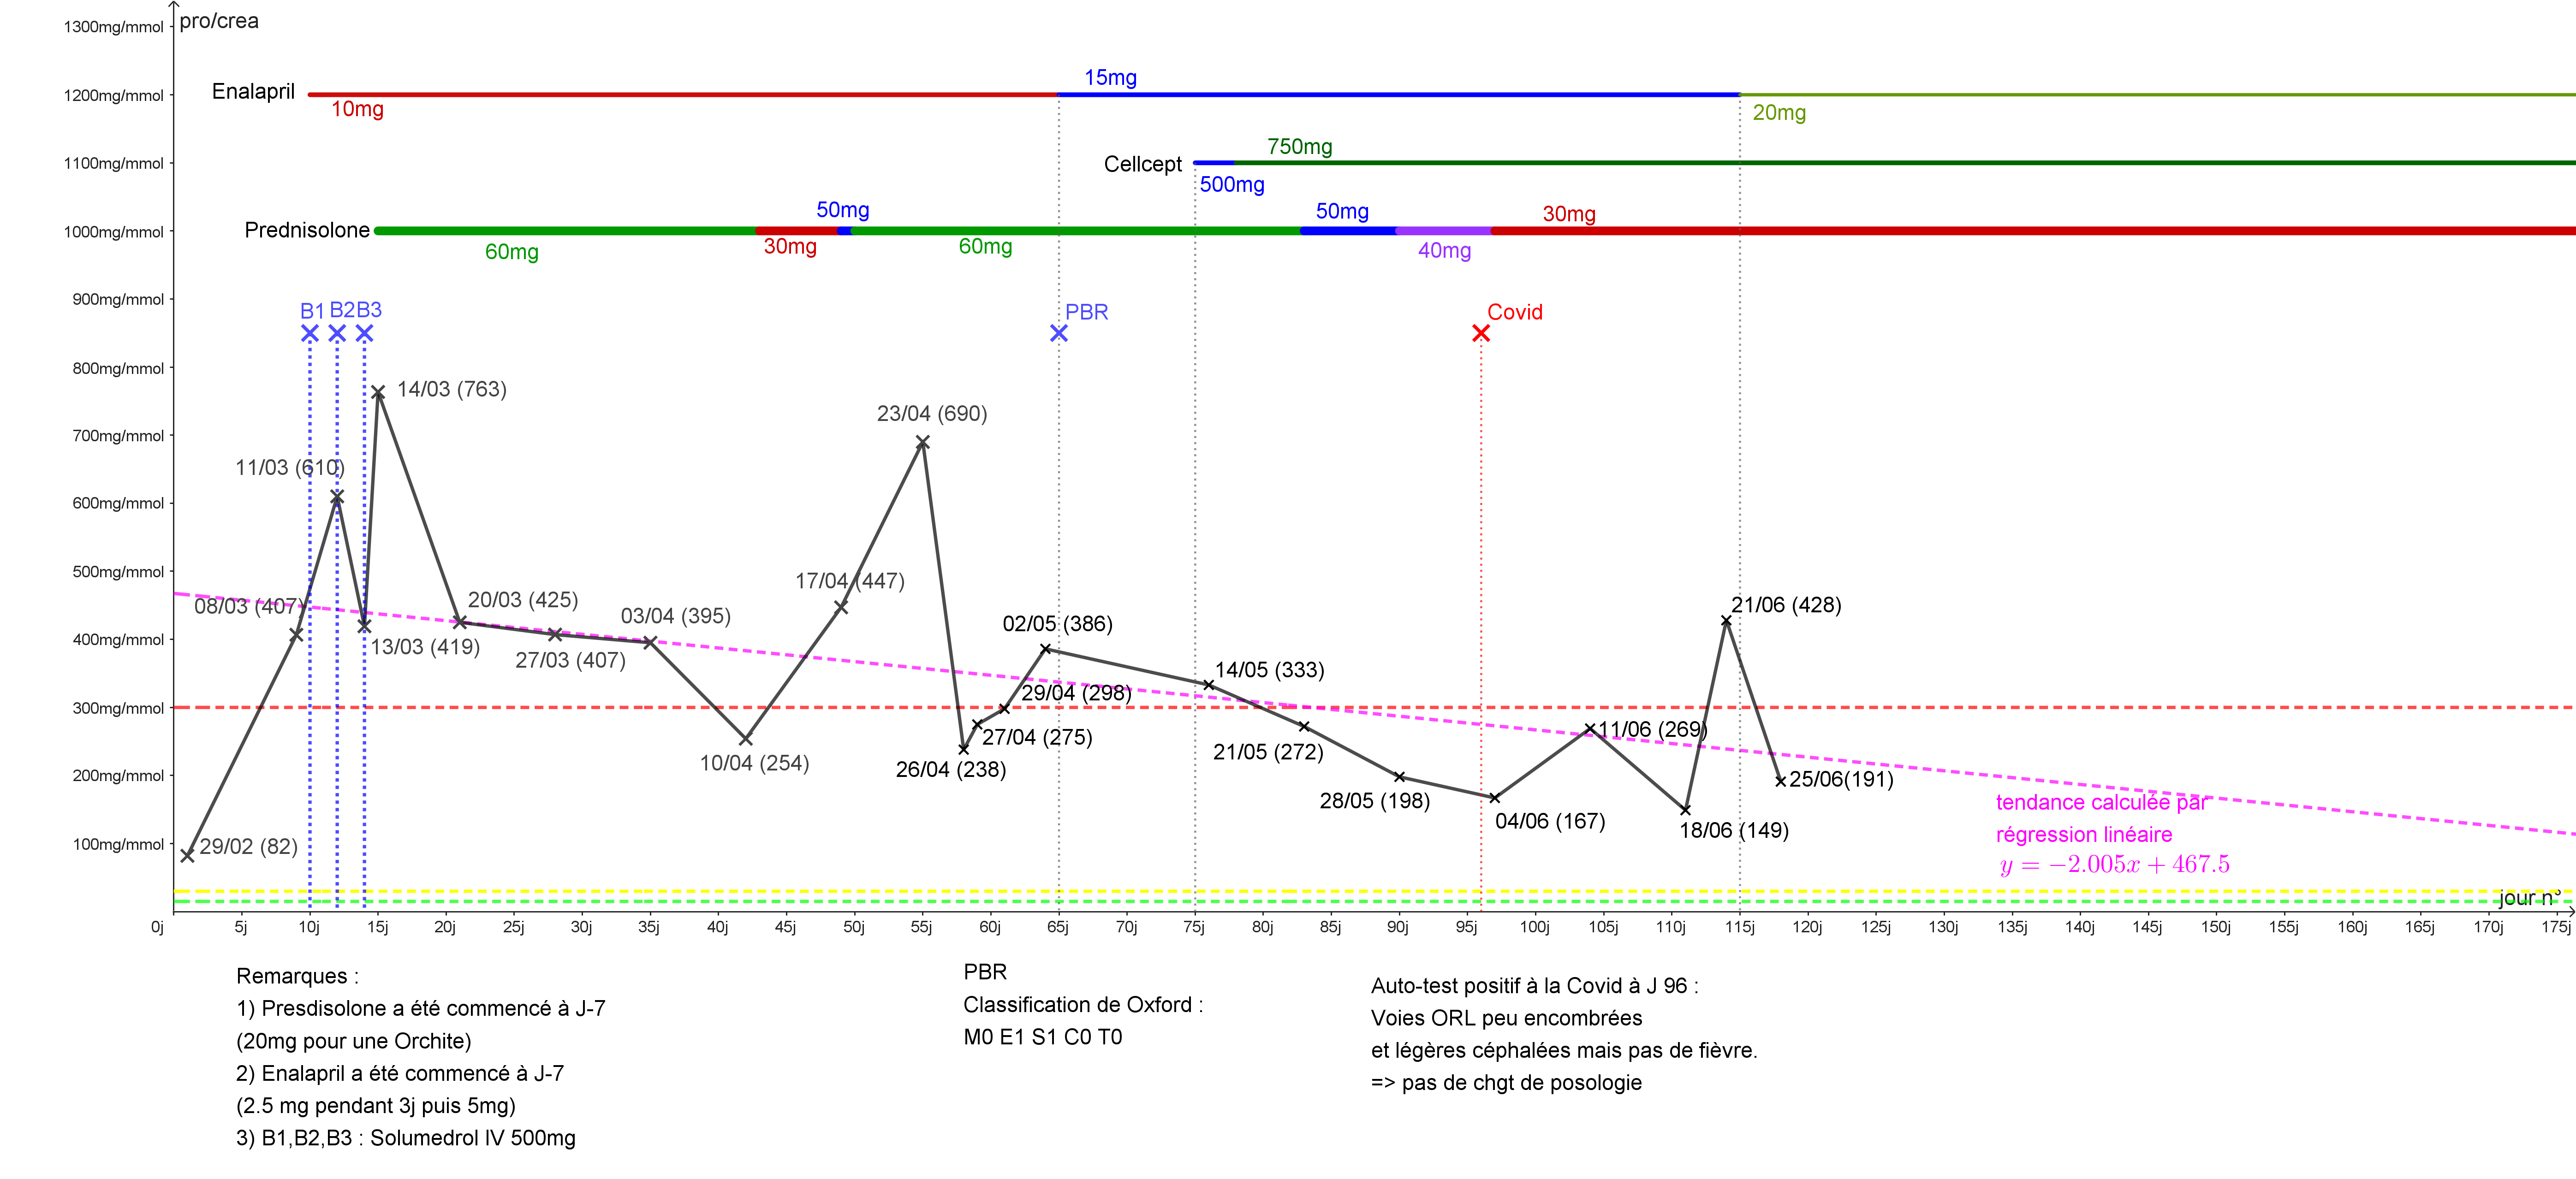 pro/crea
1300mg/mmol
1200mg/mmol
1100mg/mmol
1000mg/mmol
900mg/mmol
800mg/mmol
700mg/mmol
600mg/mmol
500mg/mmol
400mg/mmol
300mg/mmol
200mg/mmol
100mg/mmol
Enalapril
10mg
15mg
20mg
Cellcept
500mg
750mg
Prednisolone
60mg
30mg
50mg
60mg
50mg
40mg
30mg
B1
B2
B3
PBR
Covid
29/02 (82)
08/03 (407)
11/03 (610)
13/03 (419)
14/03 (763)
20/03 (425)
27/03 (407)
03/04 (395)
10/04 (254)
17/04 (447)
23/04 (690)
26/04 (238)
27/04 (275)
29/04 (298)
02/05 (386)
14/05 (333)
21/05 (272)
28/05 (198)
04/06 (167)
11/06 (269)
18/06 (149)
21/06 (428)
25/06(191)
tendance calculée par
régression linéaire
y = −2.005x + 467.5
jour n°
0j 5j 10j 15j 20j 25j 30j 35j 40j 45j 50j 55j 60j 65j 70j 75j 80j 85j 90j 95j 100j 105j 110j 115j 120j 125j 130j 135j 140j 145j 150j 155j 160j 165j 170j 175j
Remarques :
1) Presdisolone a été commencé à J-7
(20mg pour une Orchite)
2) Enalapril a été commencé à J-7
(2.5 mg pendant 3j puis 5mg)
3) B1,B2,B3 : Solumedrol IV 500mg
PBR
Classification de Oxford :
M0 E1 S1 C0 T0
Auto-test positif à la Covid à J 96 :
Voies ORL peu encombrées
et légères céphalées mais pas de fièvre.
=> pas de chgt de posologie